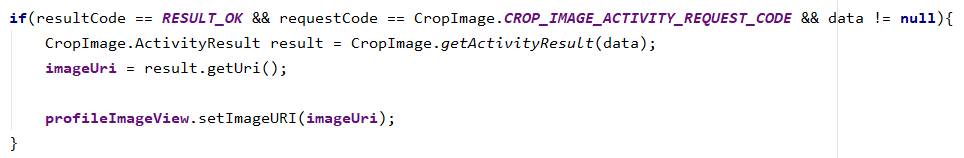 if(resultCode == RESULT_OK && requestCode == CropImage.CROP_IMAGE_ACTIVITY_REQUEST_CODE && data != null){
CropImage.ActivityResult result = CropImage.getActivityResult(data);
imageUri = result.getUri();
profileImageView.setImageURI(imageUri);
}